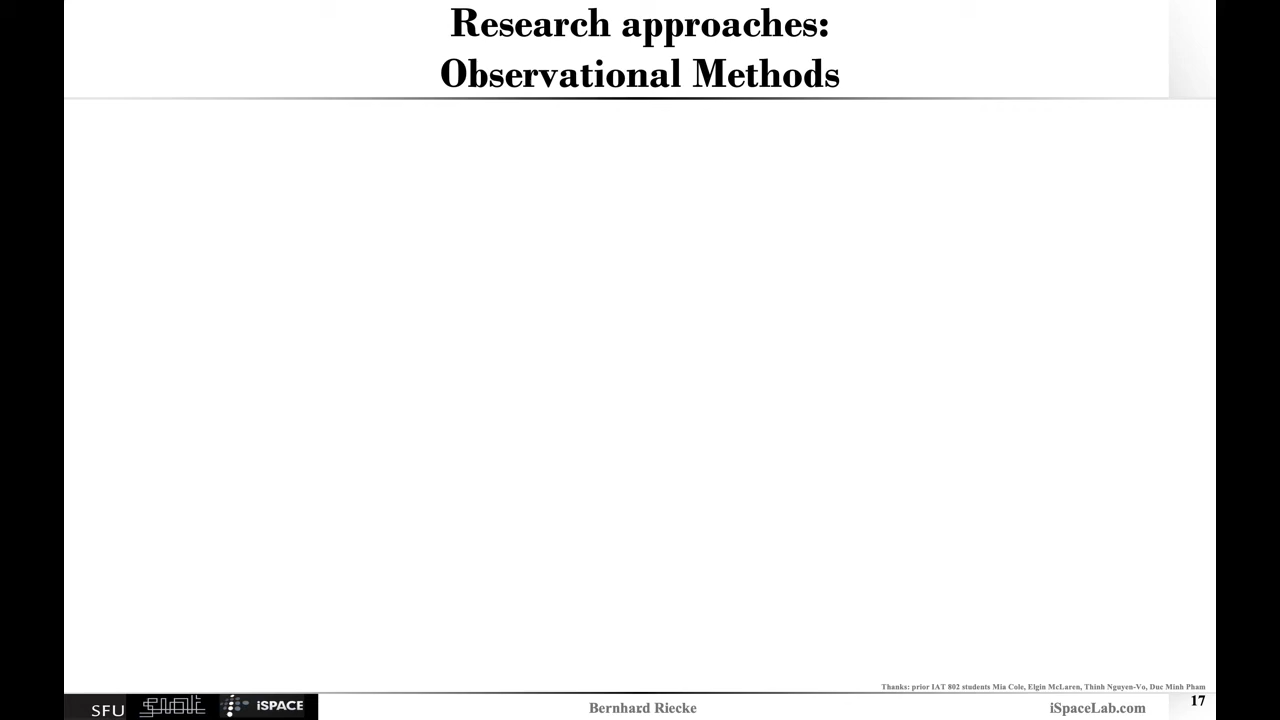 Research approaches:
Observational Methods
Thanks: prior IAT 802 students Mia Cole, Elgin McLaren, Thinh Nguyen-Vo, Duc Minh Pham
SFU
iSPACE
Bernhard Riecke
iSpaceLab.com
17